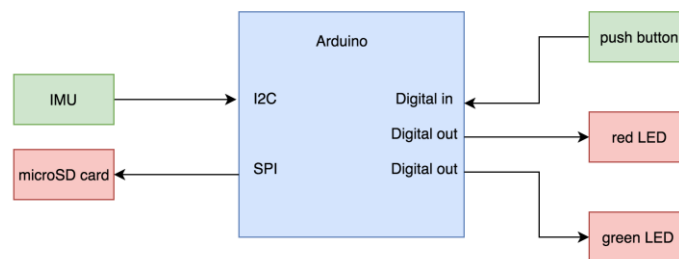 Arduino
push button
IMU
I2C
Digital in
Digital out
red LED
microSD card
SPI
Digital out
green LED